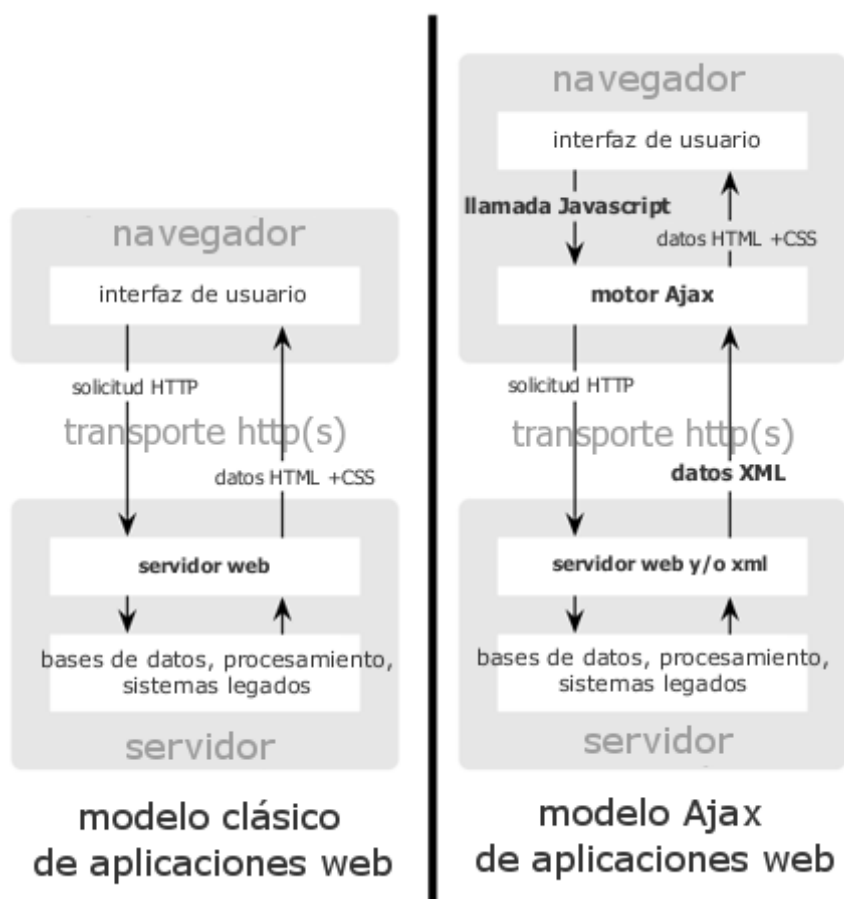 navegador
interfaz de usuario
solicitud HTTP
transporte http(s)
datos HTML +CSS
servidor web
bases de datos, procesamiento,
sistemas legados
servidor
modelo clásico
de aplicaciones web
navegador
interfaz de usuario
llamada Javascript
datos HTML +CSS
motor Ajax
solicitud HTTP
transporte http(s)
datos XML
servidor web y/o xml
bases de datos, procesamiento,
sistemas legados
servidor
modelo Ajax
de aplicaciones web